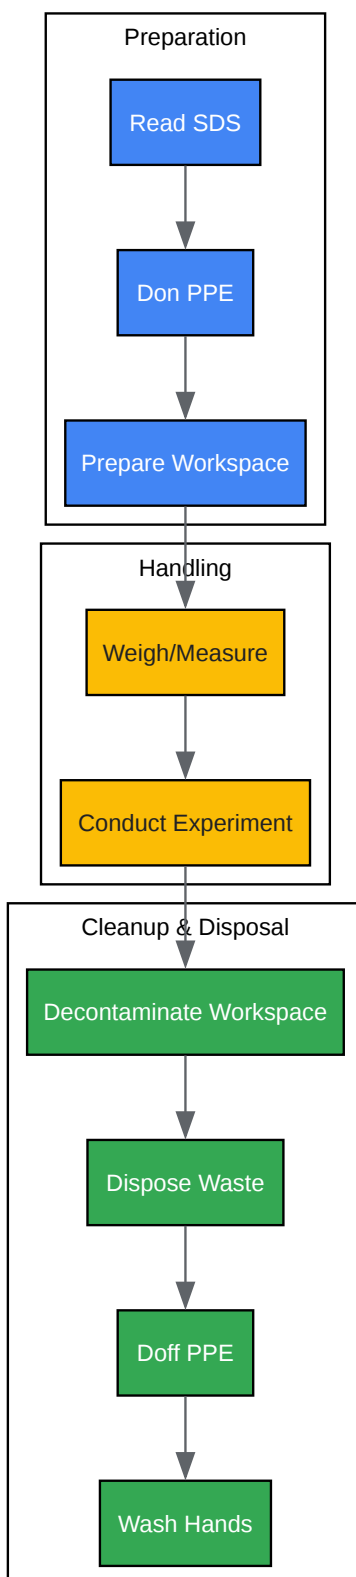 Preparation
Read SDS
Don PPE
Prepare Workspace
Handling
Weigh/Measure
Conduct Experiment
Cleanup & Disposal
Decontaminate Workspace
Dispose Waste
Doff PPE
Wash Hands